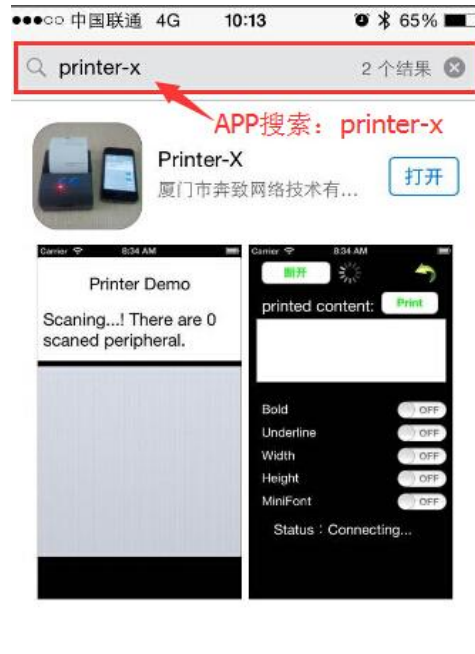 中国联通 4G 10:13 65%
printer-x 2 个结果
APP搜索：printer-x
Printer-X
厦门市奔致网络技术有...
打开
Carrier 8:34 AM
Printer Demo
Scaning...! There are 0
scaned peripheral.
Carrier 8:34 AM
断开
printed content: Print
Bold OFF
Underline OFF
Width OFF
Height OFF
MiniFont OFF
Status : Connecting...